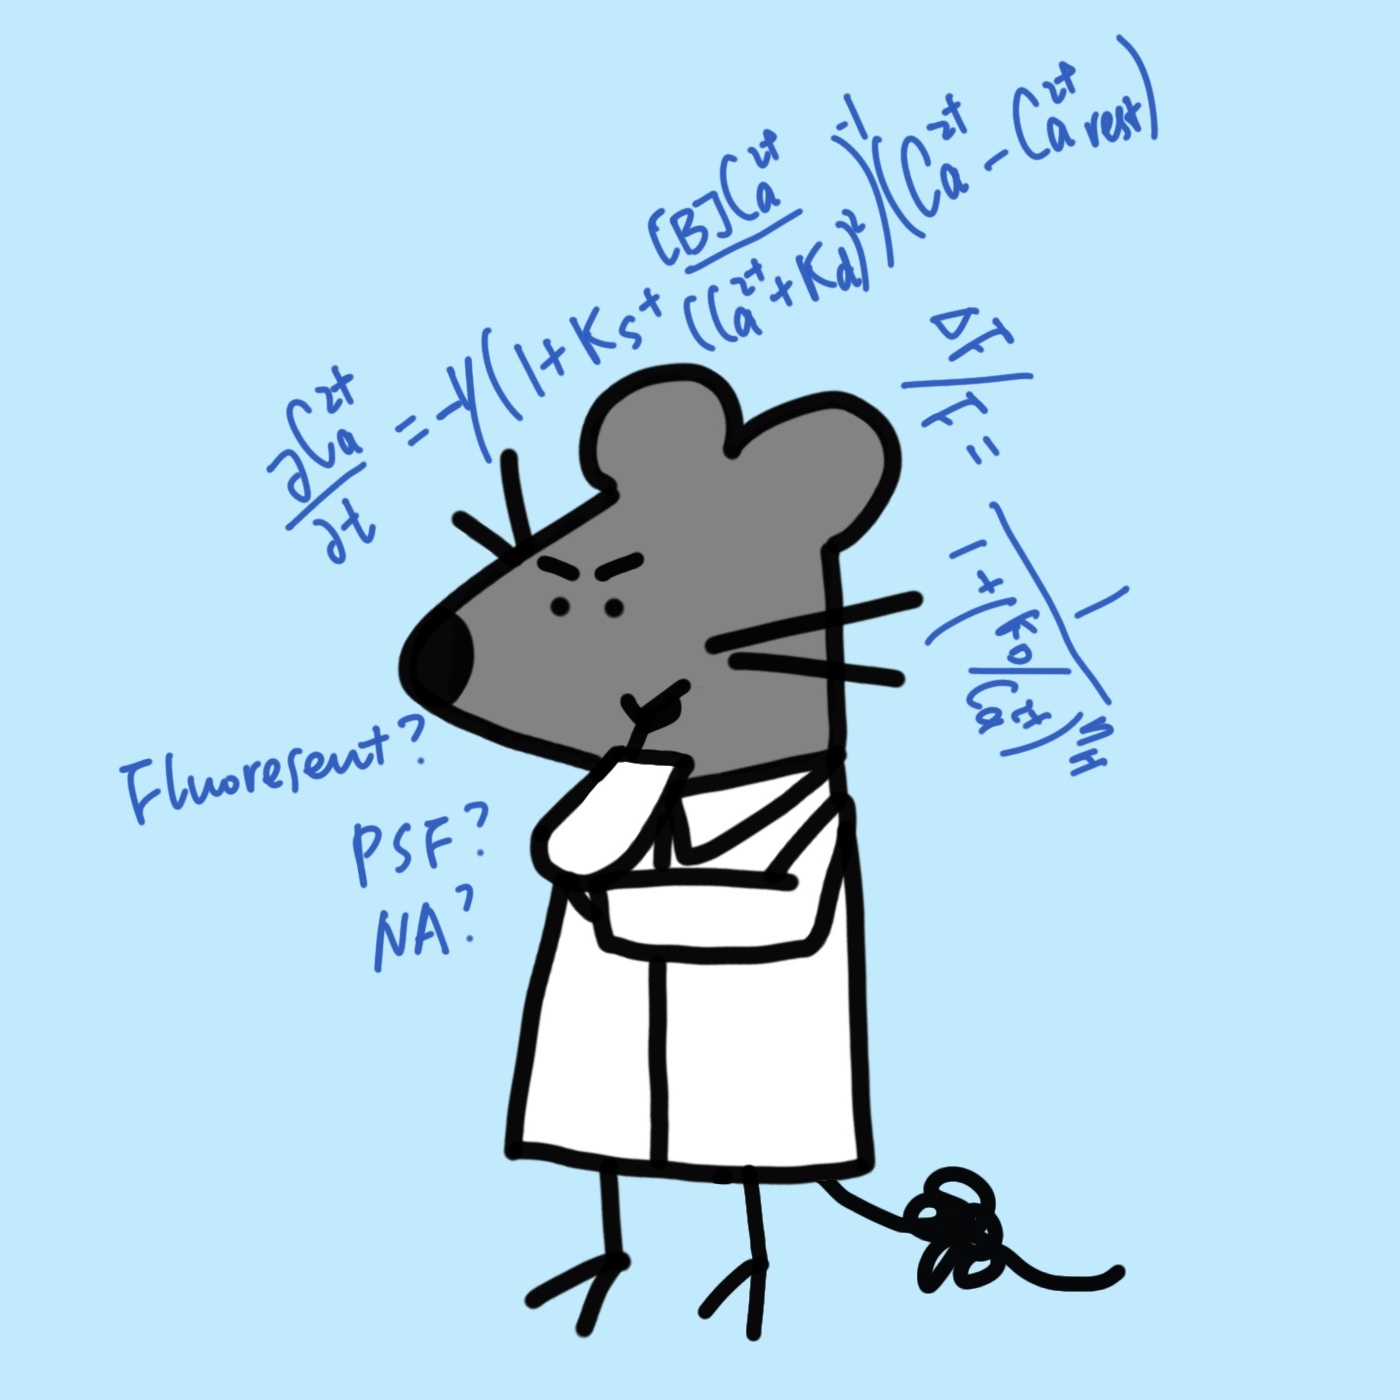 ∂Ca²⁺/∂t = -γ(1 + Ks + [B]Ca²⁺/(Ca²⁺ + Kd)²)⁻¹(Ca²⁺ - Ca²⁺rest)
ΔF/F = 1/1 + (KD/Ca²⁺)ⁿᴴ
Fluoresent?
PSF?
NA?